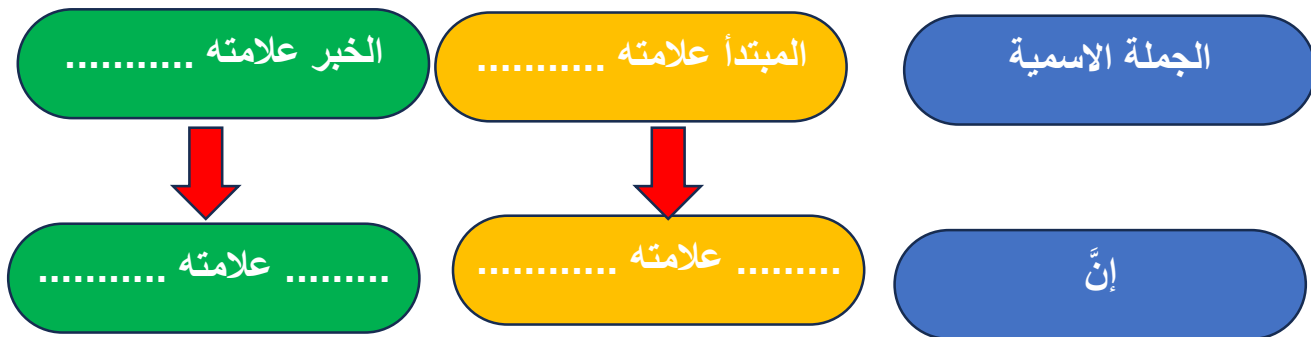 الجملة الاسمية
المبتدأ علامته ...........
الخبر علامته ...........
إنَّ
......... علامته ............
......... علامته ...........